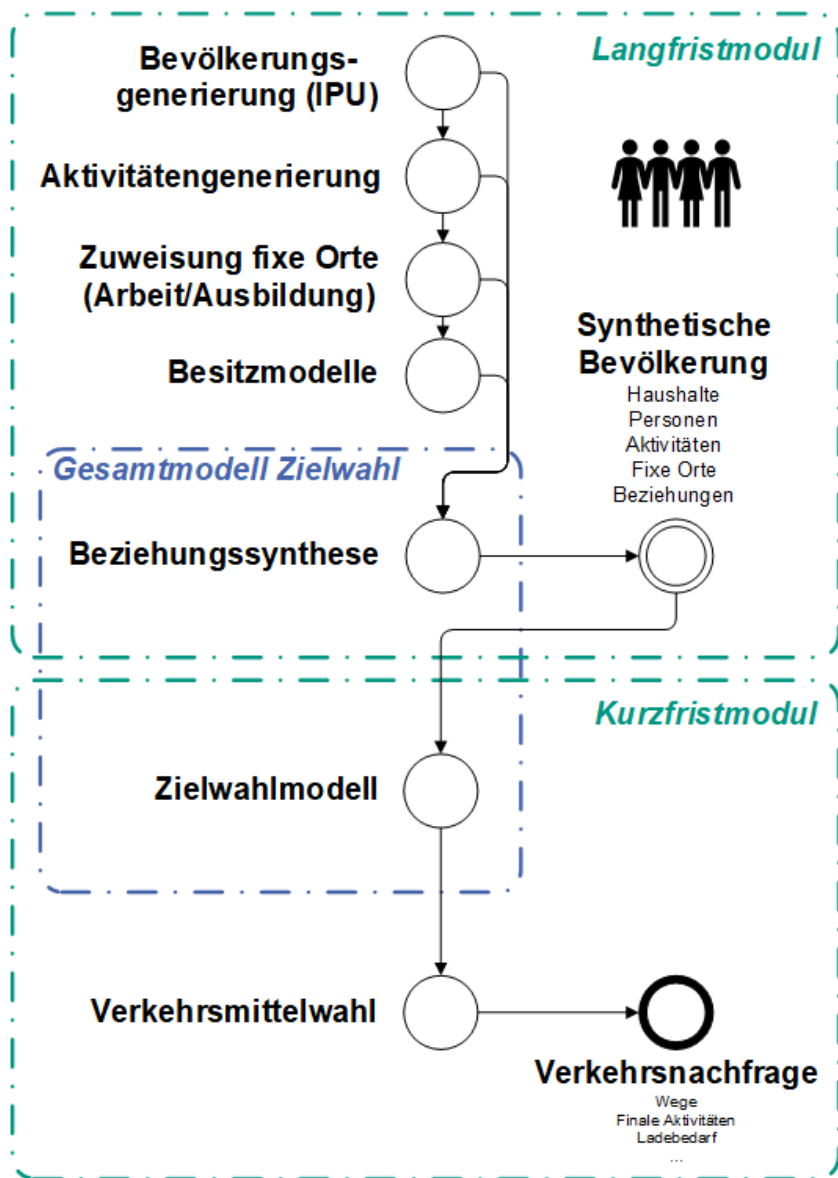 Langfristmodul
Bevölkerungs-
generierung (IPU)
Aktivitätengenerierung
Zuweisung fixe Orte
(Arbeit/Ausbildung)
Besitzmodelle
Synthetische
Bevölkerung
Haushalte
Personen
Aktivitäten
Fixe Orte
Beziehungen
Gesamtmodell Zielwahl
Beziehungssynthese
Kurzfristmodul
Zielwahlmodell
Verkehrsmittelwahl
Verkehrsnachfrage
Wege
Finale Aktivitäten
Ladebedarf
...